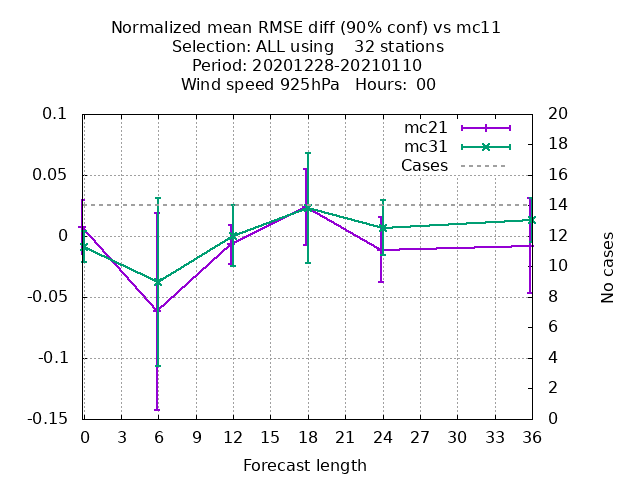 Normalized mean RMSE diff (90% conf) vs mc11
Selection: ALL using    32 stations
Period: 20201228-20210110
Wind speed 925hPa   Hours:  00
0.1
0.05
0
-0.05
-0.1
-0.15
20
18
16
14
12
10
8
6
4
2
0
mc21
mc31
Cases
No cases
0 3 6 9 12 15 18 21 24 27 30 33 36
Forecast length